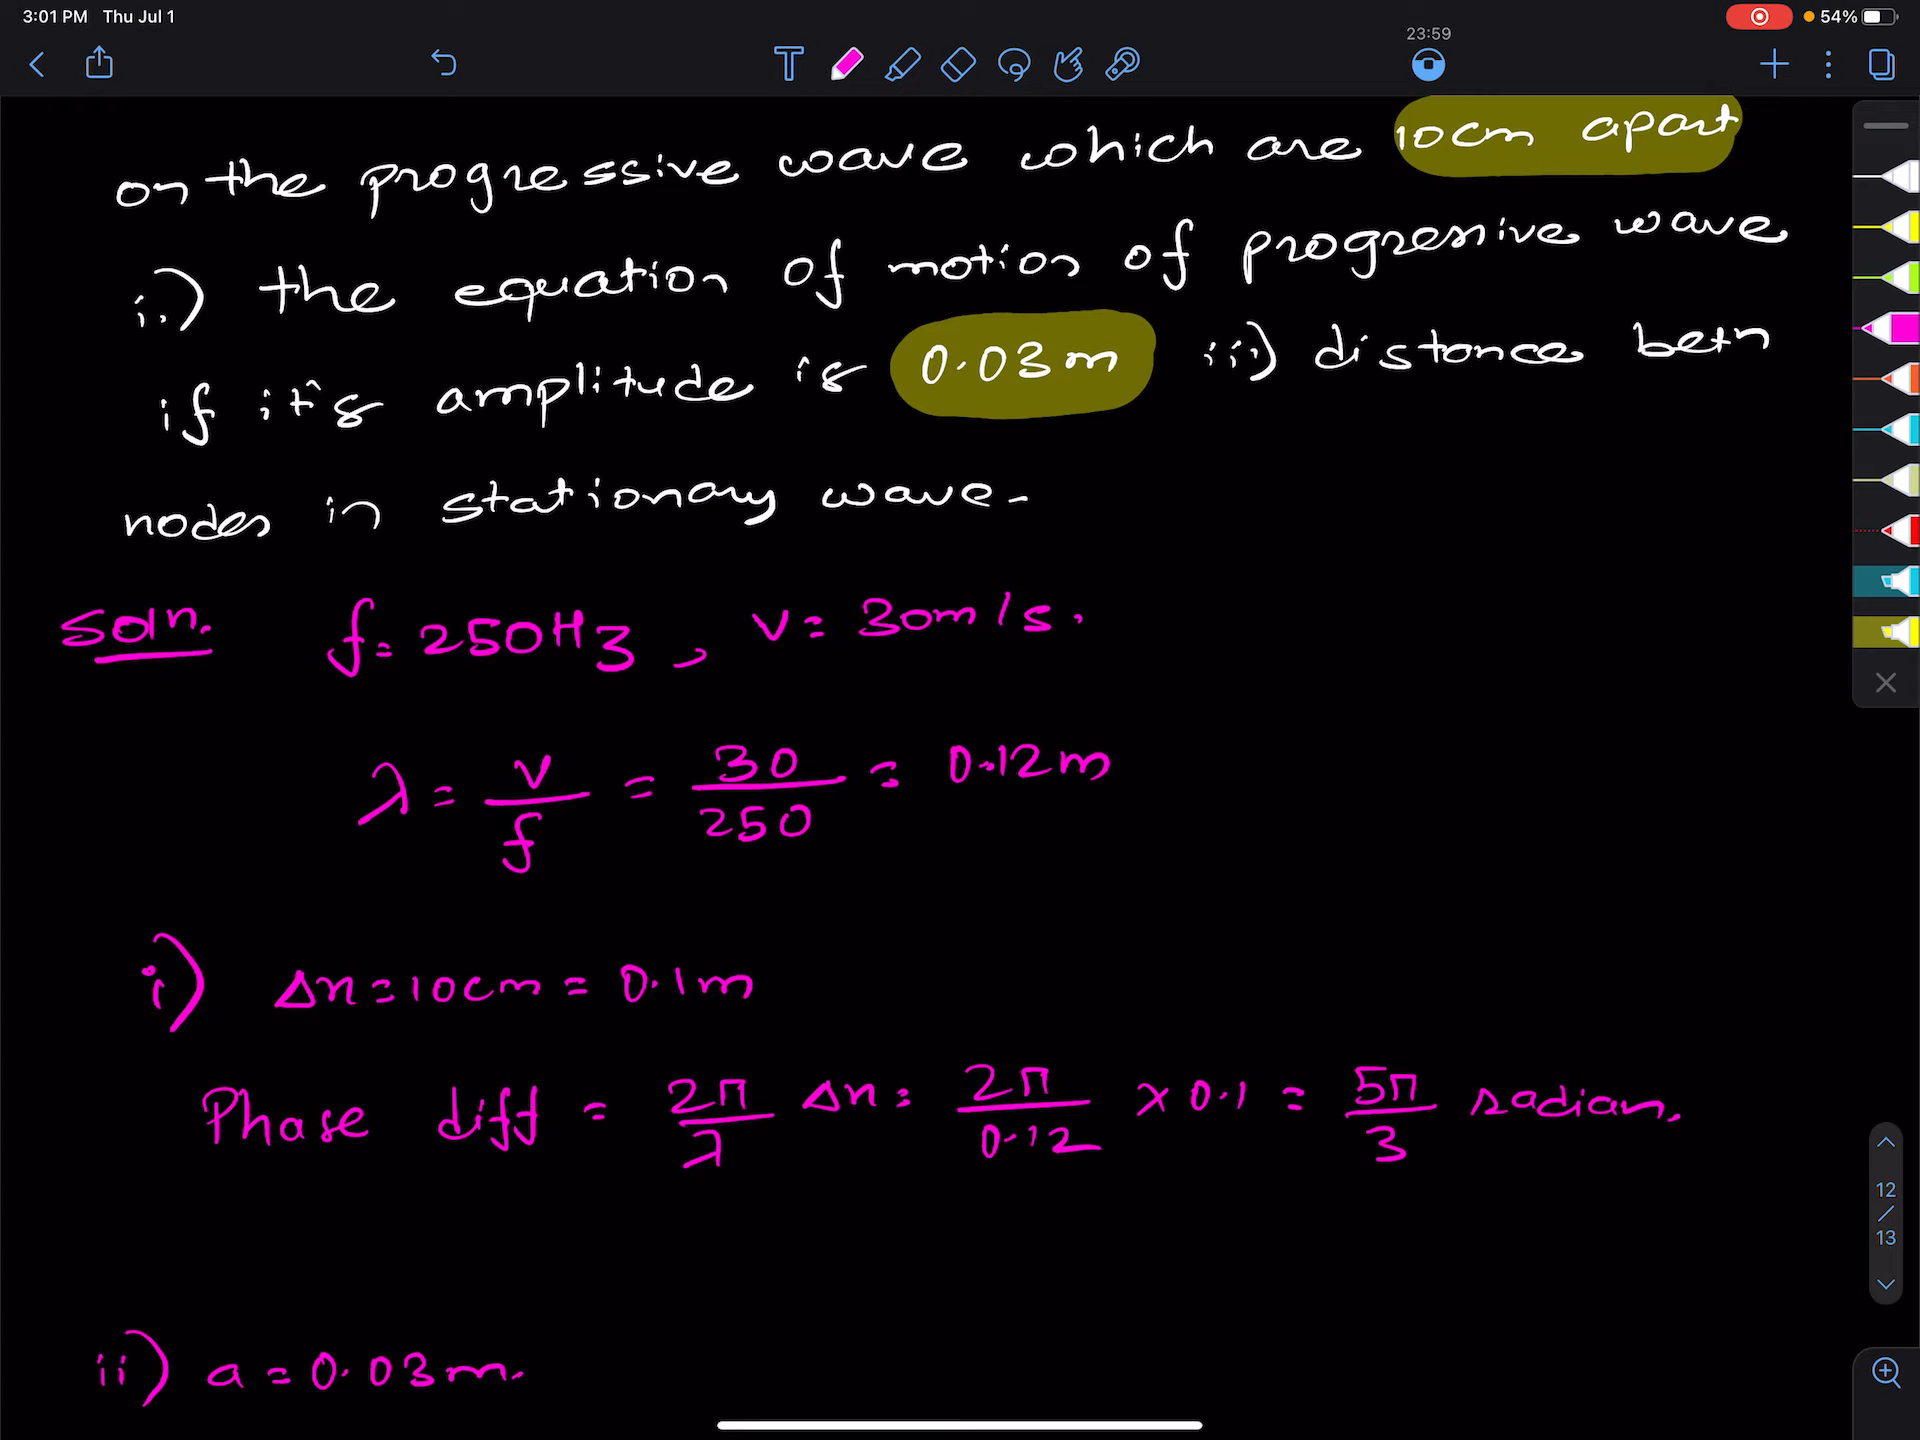 3:01 PM Thu Jul 1
54%
23:59
on the progressive wave which are 10cm apart
ii) the equation of motion of progressive wave
if it's amplitude is 0.03m iii) distance betn
nodes in stationary wave-
Soln. f= 250Hz, v= 30m/s.
λ = v/f = 30/250 = 0.12m
i) Δx=10cm = 0.1m
Phase diff = 2π/λ Δx = 2π/0.12 × 0.1 = 5π/3 radian.
ii) a=0.03m.
12
/
13